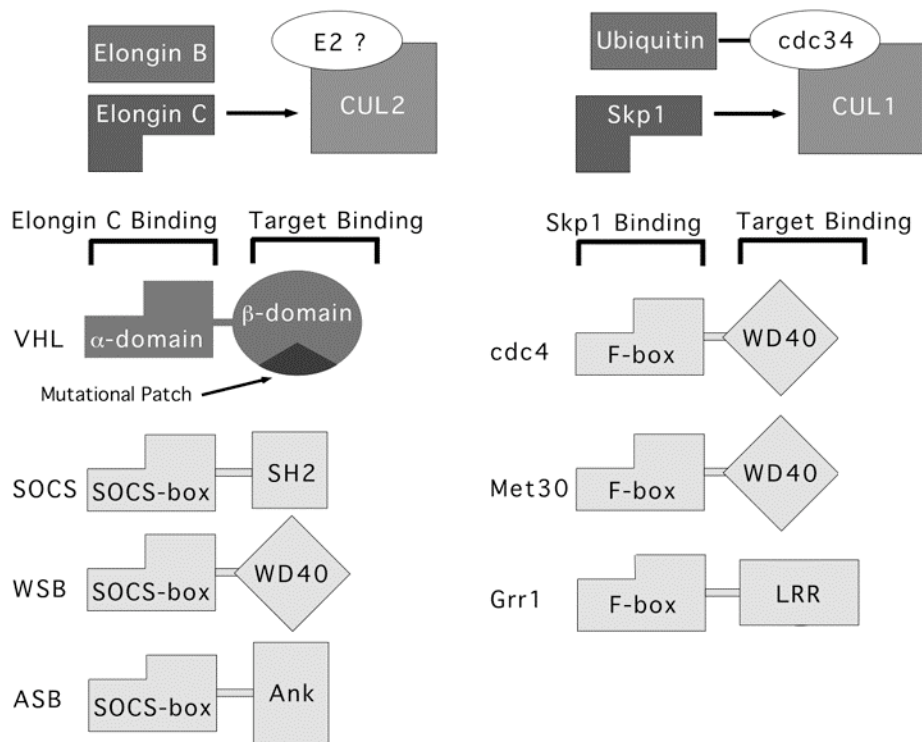 Elongin B
E2 ?
Elongin C
CUL2
Ubiquitin
cdc34
Skp1
CUL1
Elongin C Binding
Target Binding
VHL
α-domain
β-domain
Mutational Patch
SOCS
SOCS-box
SH2
WSB
SOCS-box
WD40
ASB
SOCS-box
Ank
Skp1 Binding
Target Binding
cdc4
F-box
WD40
Met30
F-box
WD40
Grr1
F-box
LRR